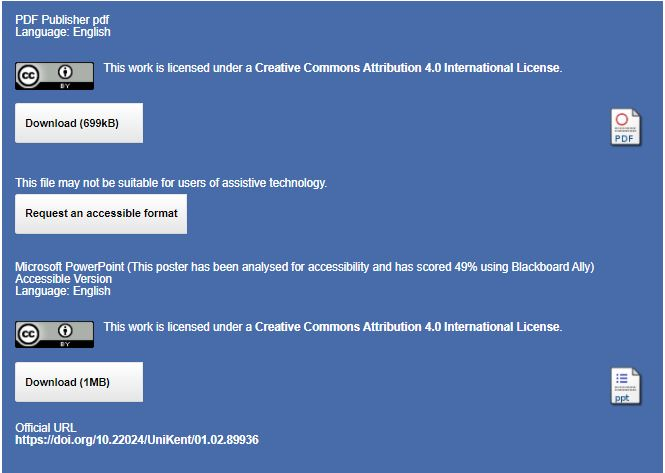 PDF Publisher pdf
Language: English
cc BY
This work is licensed under a Creative Commons Attribution 4.0 International License.
Download (699kB)
PDF
This file may not be suitable for users of assistive technology.
Request an accessible format
Microsoft PowerPoint (This poster has been analysed for accessibility and has scored 49% using Blackboard Ally)
Accessible Version
Language: English
cc BY
This work is licensed under a Creative Commons Attribution 4.0 International License.
Download (1MB)
ppt
Official URL
https://doi.org/10.22024/UniKent/01.02.89936